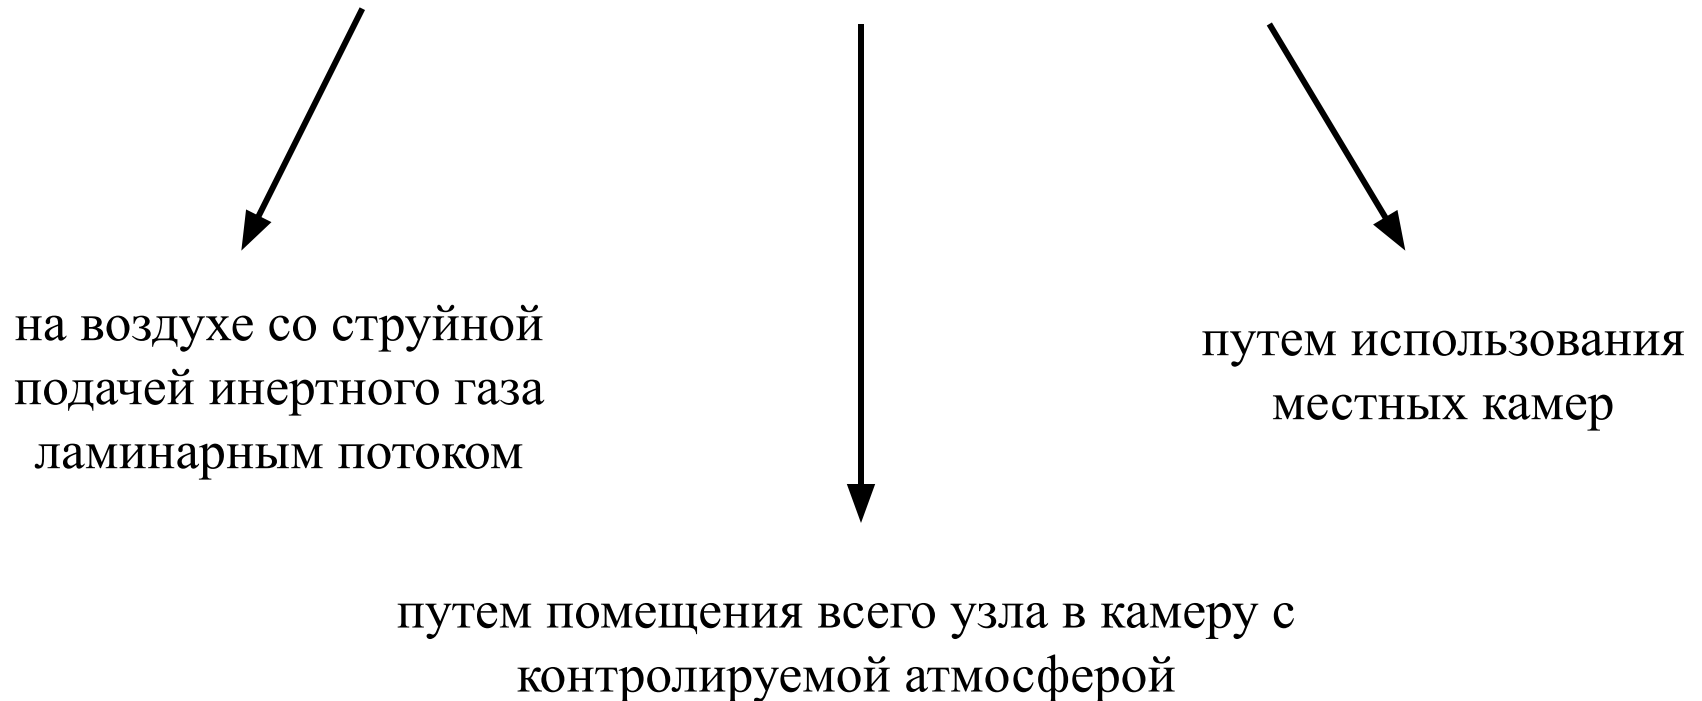 на воздухе со струйной
подачей инертного газа
ламинарным потоком
путем использования
местных камер
путем помещения всего узла в камеру с
контролируемой атмосферой